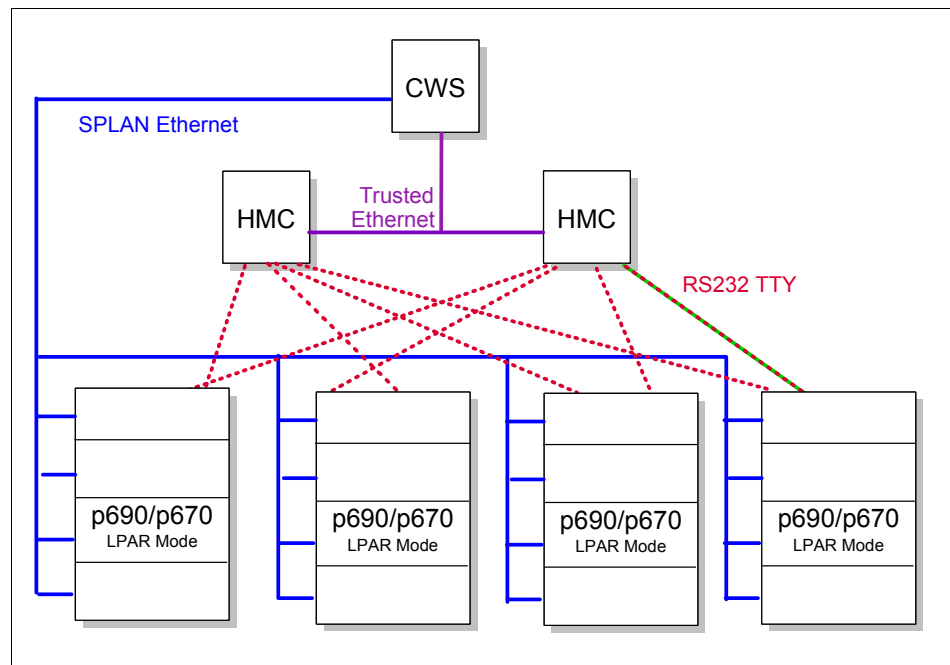 CWS
SPLAN Ethernet
Trusted
Ethernet
HMC
HMC
RS232 TTY
p690/p670
LPAR Mode
p690/p670
LPAR Mode
p690/p670
LPAR Mode
p690/p670
LPAR Mode